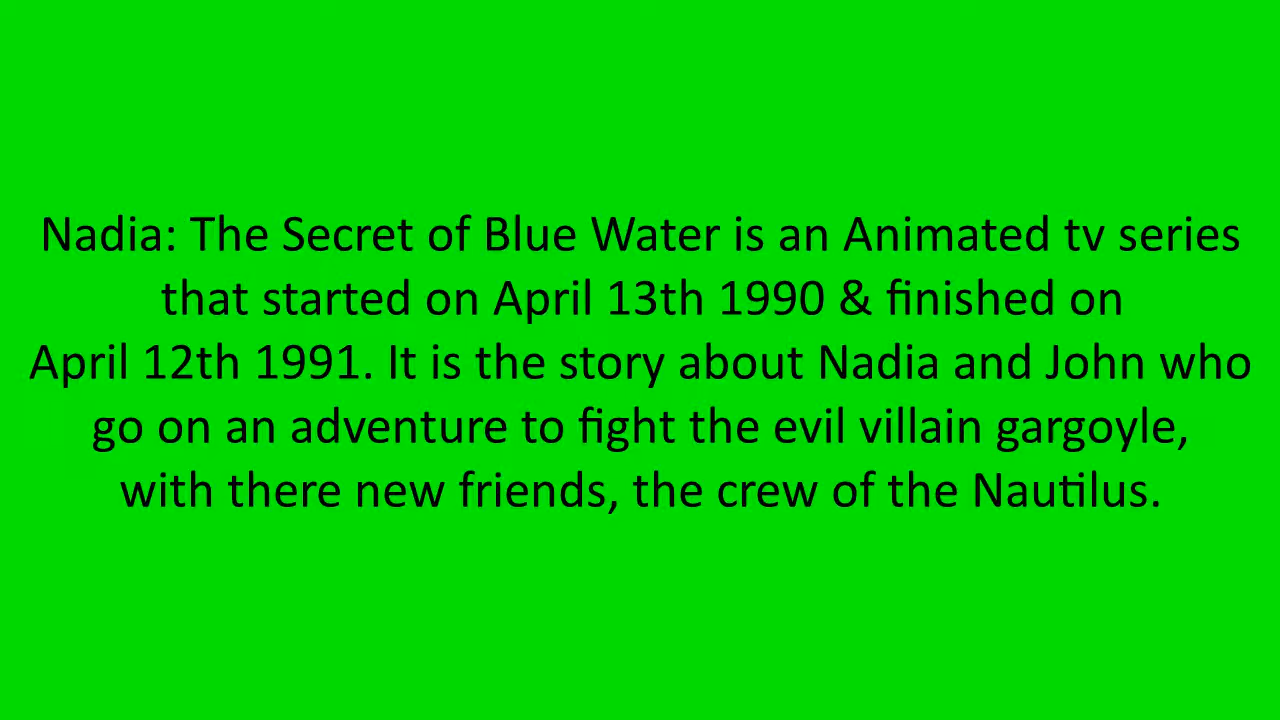 Nadia: The Secret of Blue Water is an Animated tv series
that started on April 13th 1990 & finished on
April 12th 1991. It is the story about Nadia and John who
go on an adventure to fight the evil villain gargoyle,
with there new friends, the crew of the Nautilus.